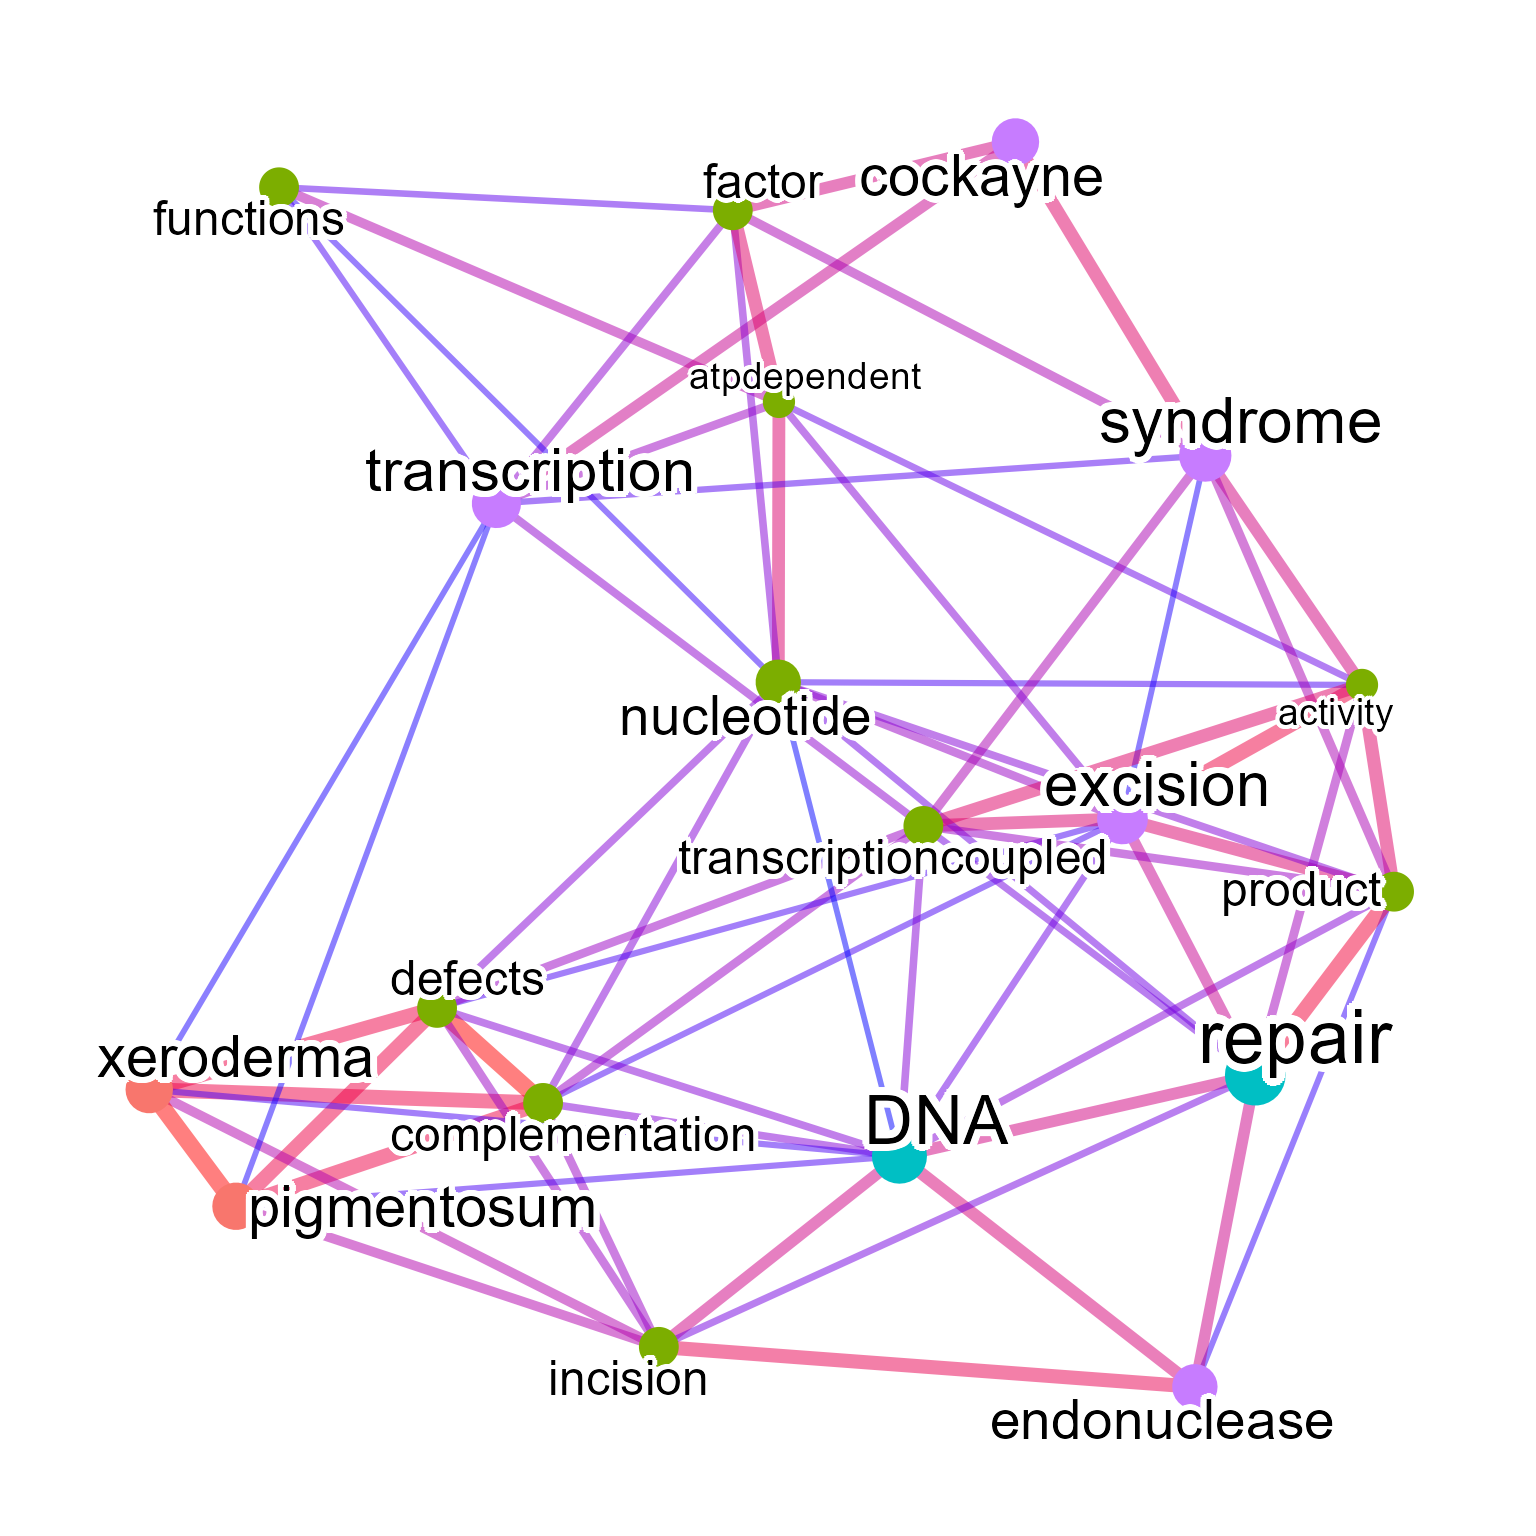 cockayne
factor
functions
atpdependent
syndrome
transcription
activity
nucleotide
excision
transcriptioncoupled
product
defects
repair
xeroderma
DNA
complementation
pigmentosum
incision
endonuclease